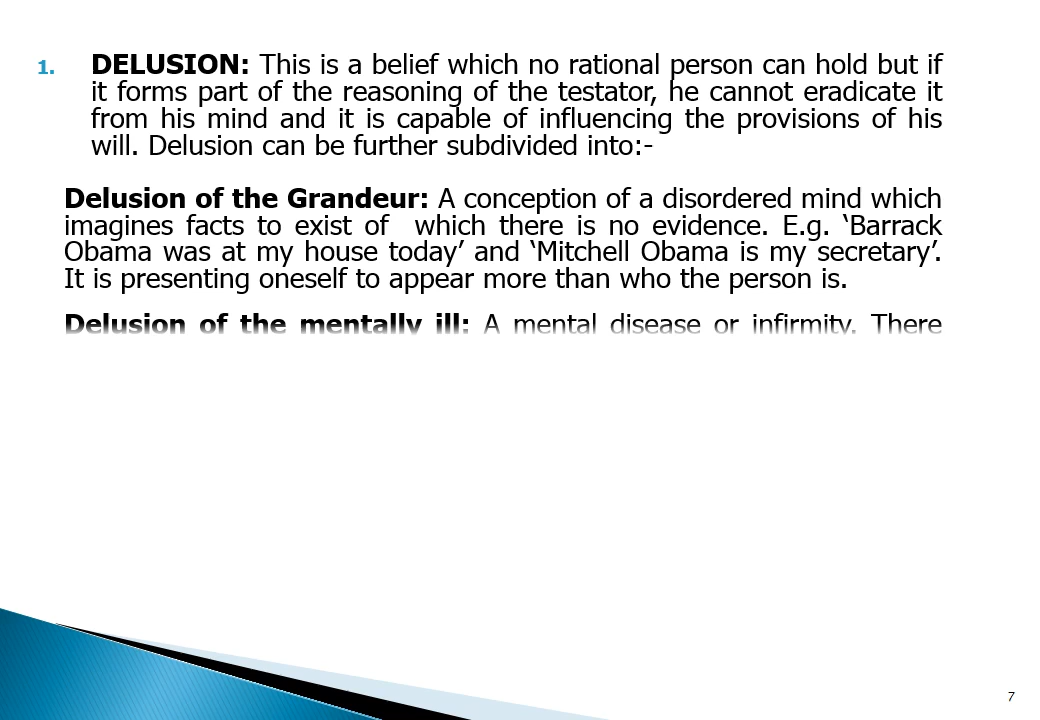 1. DELUSION: This is a belief which no rational person can hold but if
it forms part of the reasoning of the testator, he cannot eradicate it
from his mind and it is capable of influencing the provisions of his
will. Delusion can be further subdivided into:-
Delusion of the Grandeur: A conception of a disordered mind which
imagines facts to exist of  which there is no evidence. E.g. ‘Barrack
Obama was at my house today’ and ‘Mitchell Obama is my secretary’.
It is presenting oneself to appear more than who the person is.
Delusion of the mentally ill: A mental disease or infirmity. There
7